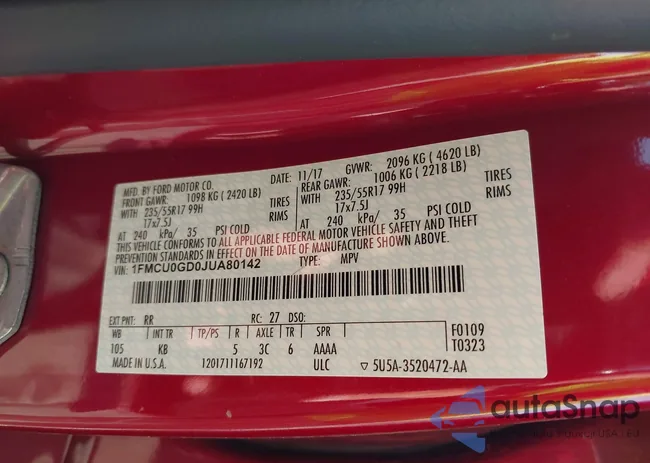 MFD. BY FORD MOTOR CO.
DATE: 11/17 GVWR: 2096 KG ( 4620 LB)
FRONT GAWR: 1098 KG ( 2420 LB) REAR GAWR: 1006 KG ( 2218 LB)
WITH 235/55R17 99H TIRES WITH 235/55R17 99H TIRES
17x7.5J RIMS 17x7.5J RIMS
AT 240 kPa/ 35 PSI COLD AT 240 kPa/ 35 PSI COLD
THIS VEHICLE CONFORMS TO ALL APPLICABLE FEDERAL MOTOR VEHICLE SAFETY AND THEFT
PREVENTION STANDARDS IN EFFECT ON THE DATE OF MANUFACTURE SHOWN ABOVE.
VIN: 1FMCU0GD0JUA80142 TYPE: MPV
EXT PNT: RR RC: 27 DSO: F0109
WB INT TR TP/PS R AXLE TR SPR T0323
105 KB 5 3C 6 AAAA
MADE IN U.S.A. 1201711167192 ULC 5U5A-3520472-AA
autoSnap